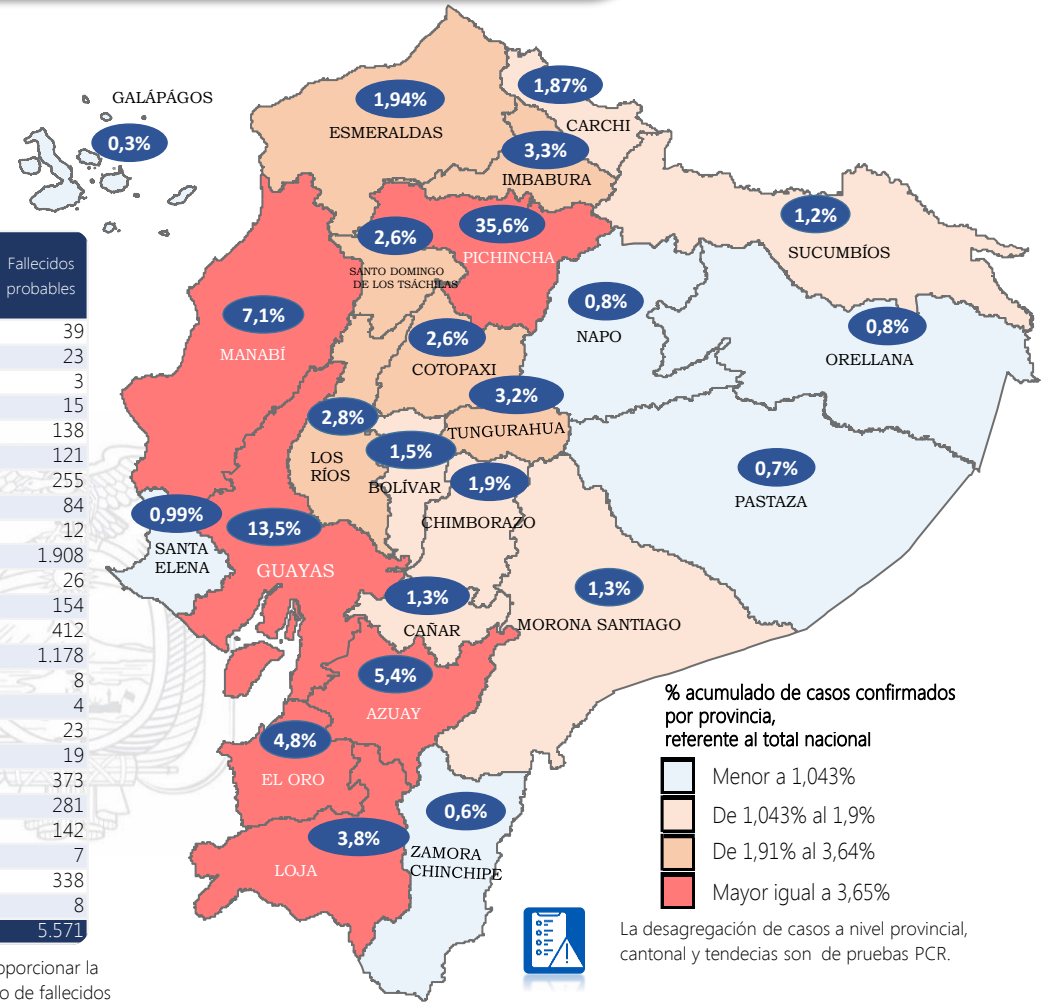 GALÁPÁGOS
0,3%
1,94%
ESMERALDAS
1,87%
CARCHI
3,3%
IMBABURA
1,2%
SUCUMBÍOS
2,6%
SANTO DOMINGO
DE LOS TSÁCHILAS
35,6%
PICHINCHA
7,1%
MANABÍ
0,8%
NAPO
0,8%
ORELLANA
2,6%
COTOPAXI
3,2%
TUNGURAHUA
2,8%
LOS
RÍOS
1,5%
BOLÍVAR
1,9%
CHIMBORAZO
0,7%
PASTAZA
0,99%
SANTA
ELENA
13,5%
GUAYAS
1,3%
CAÑAR
1,3%
MORONA SANTIAGO
5,4%
AZUAY
4,8%
EL ORO
3,8%
LOJA
0,6%
ZAMORA
CHINCHIPE
Fallecidos
probables
39
23
3
15
138
121
255
84
12
1.908
26
154
412
1.178
8
4
23
19
373
281
142
7
338
8
5.571
oporcionar la
o de fallecidos
% acumulado de casos confirmados
por provincia,
referente al total nacional
Menor a 1,043%
De 1,043% al 1,9%
De 1,91% al 3,64%
Mayor igual a 3,65%
La desagregación de casos a nivel provincial,
cantonal y tendecias son de pruebas PCR.